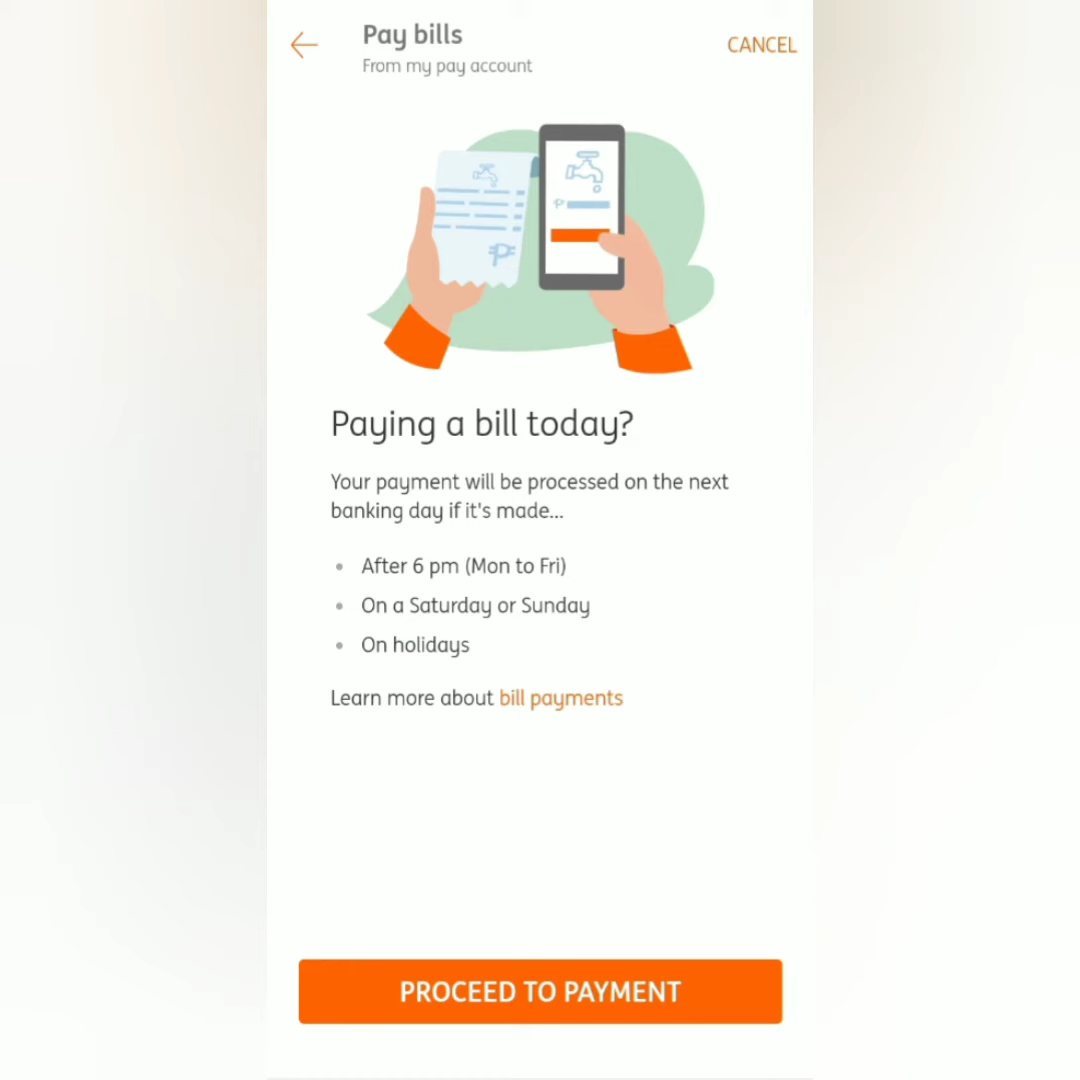 Pay bills
CANCEL
From my pay account
₱
₱
Paying a bill today?
Your payment will be processed on the next
banking day if it's made...
• After 6 pm (Mon to Fri)
• On a Saturday or Sunday
• On holidays
Learn more about bill payments
PROCEED TO PAYMENT